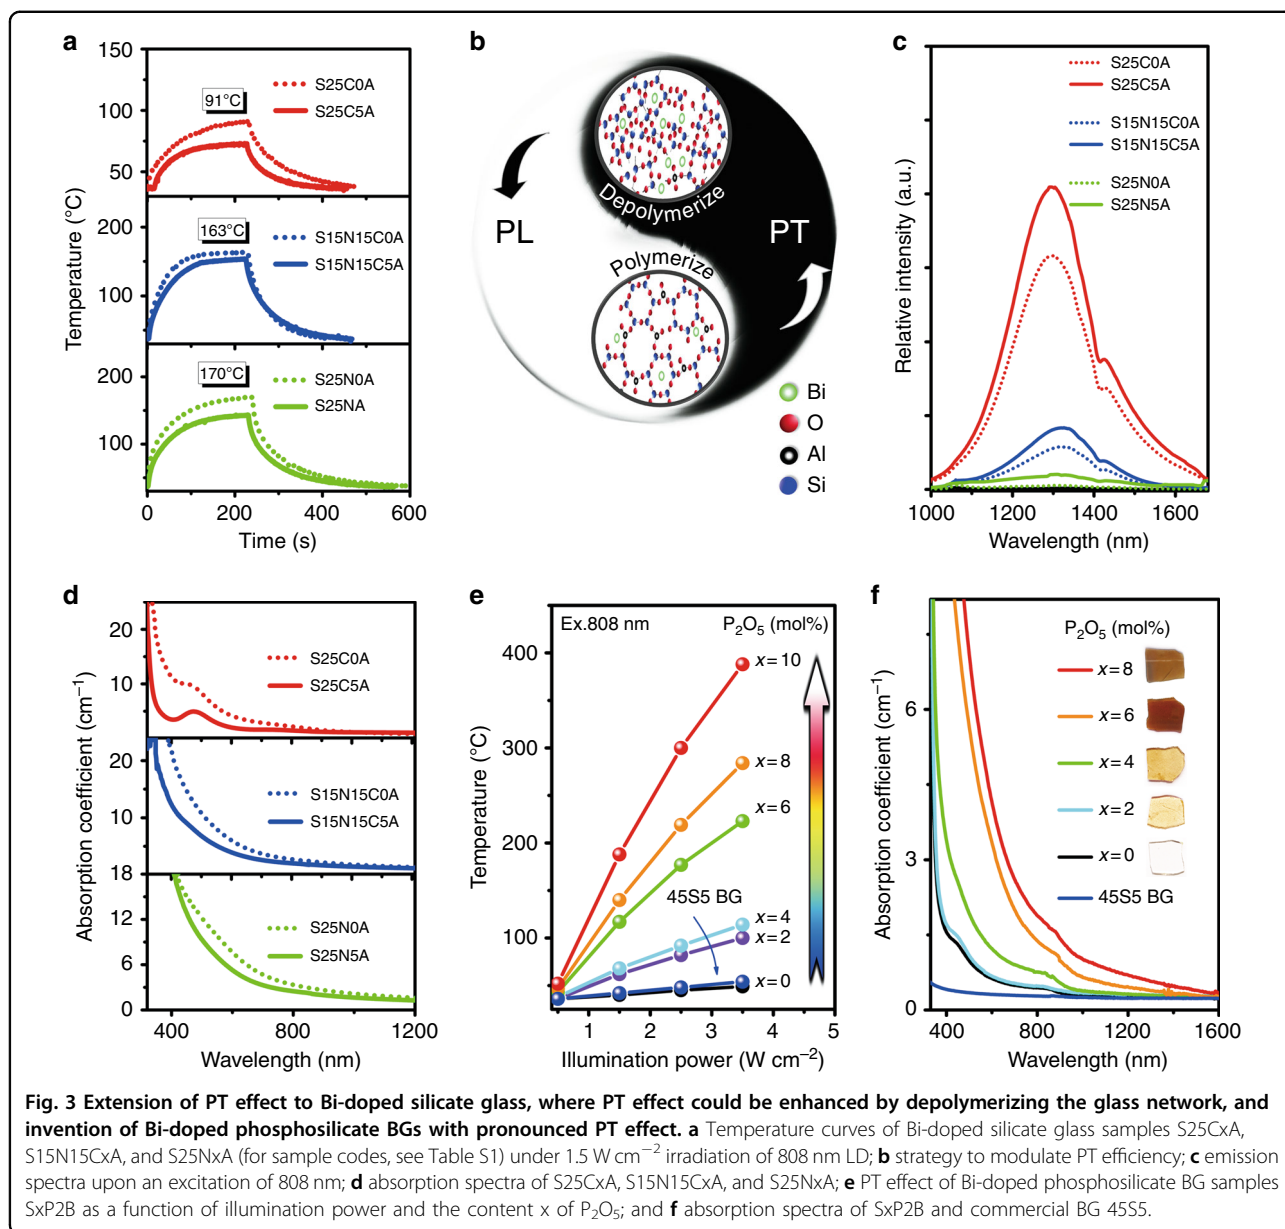 a
150
100
50
200
100
200
100
0
200
400
600
Temperature (°C)
Time (s)
91°C
S25C0A
S25C5A
163°C
S15N15C0A
S15N15C5A
170°C
S25N0A
S25NA
b
Depolymerize
PL
PT
Polymerize
Bi
O
Al
Si
c
S25C0A
S25C5A
S15N15C0A
S15N15C5A
S25N0A
S25N5A
Relative intensity (a.u.)
1000
1200
1400
1600
Wavelength (nm)
d
20
10
20
10
18
12
6
0
Absorption coefficient (cm−1)
S25C0A
S25C5A
S15N15C0A
S15N15C5A
S25N0A
S25N5A
400
800
1200
Wavelength (nm)
e
Ex.808 nm
P2O5 (mol%)
400
300
200
100
Temperature (°C)
x = 10
x = 8
x = 6
45S5 BG
x = 4
x = 2
x = 0
1
2
3
4
5
Illumination power (W cm−2)
f
P2O5 (mol%)
x = 8
x = 6
x = 4
x = 2
x = 0
45S5 BG
6
3
0
Absorption coefficient (cm−1)
400
800
1200
1600
Wavelength (nm)
Fig. 3 Extension of PT effect to Bi-doped silicate glass, where PT effect could be enhanced by depolymerizing the glass network, and
invention of Bi-doped phosphosilicate BGs with pronounced PT effect. a Temperature curves of Bi-doped silicate glass samples S25CxA,
S15N15CxA, and S25NxA (for sample codes, see Table S1) under 1.5 W cm−2 irradiation of 808 nm LD; b strategy to modulate PT efficiency; c emission
spectra upon an excitation of 808 nm; d absorption spectra of S25CxA, S15N15CxA, and S25NxA; e PT effect of Bi-doped phosphosilicate BG samples
SxP2B as a function of illumination power and the content x of P2O5; and f absorption spectra of SxP2B and commercial BG 45S5.